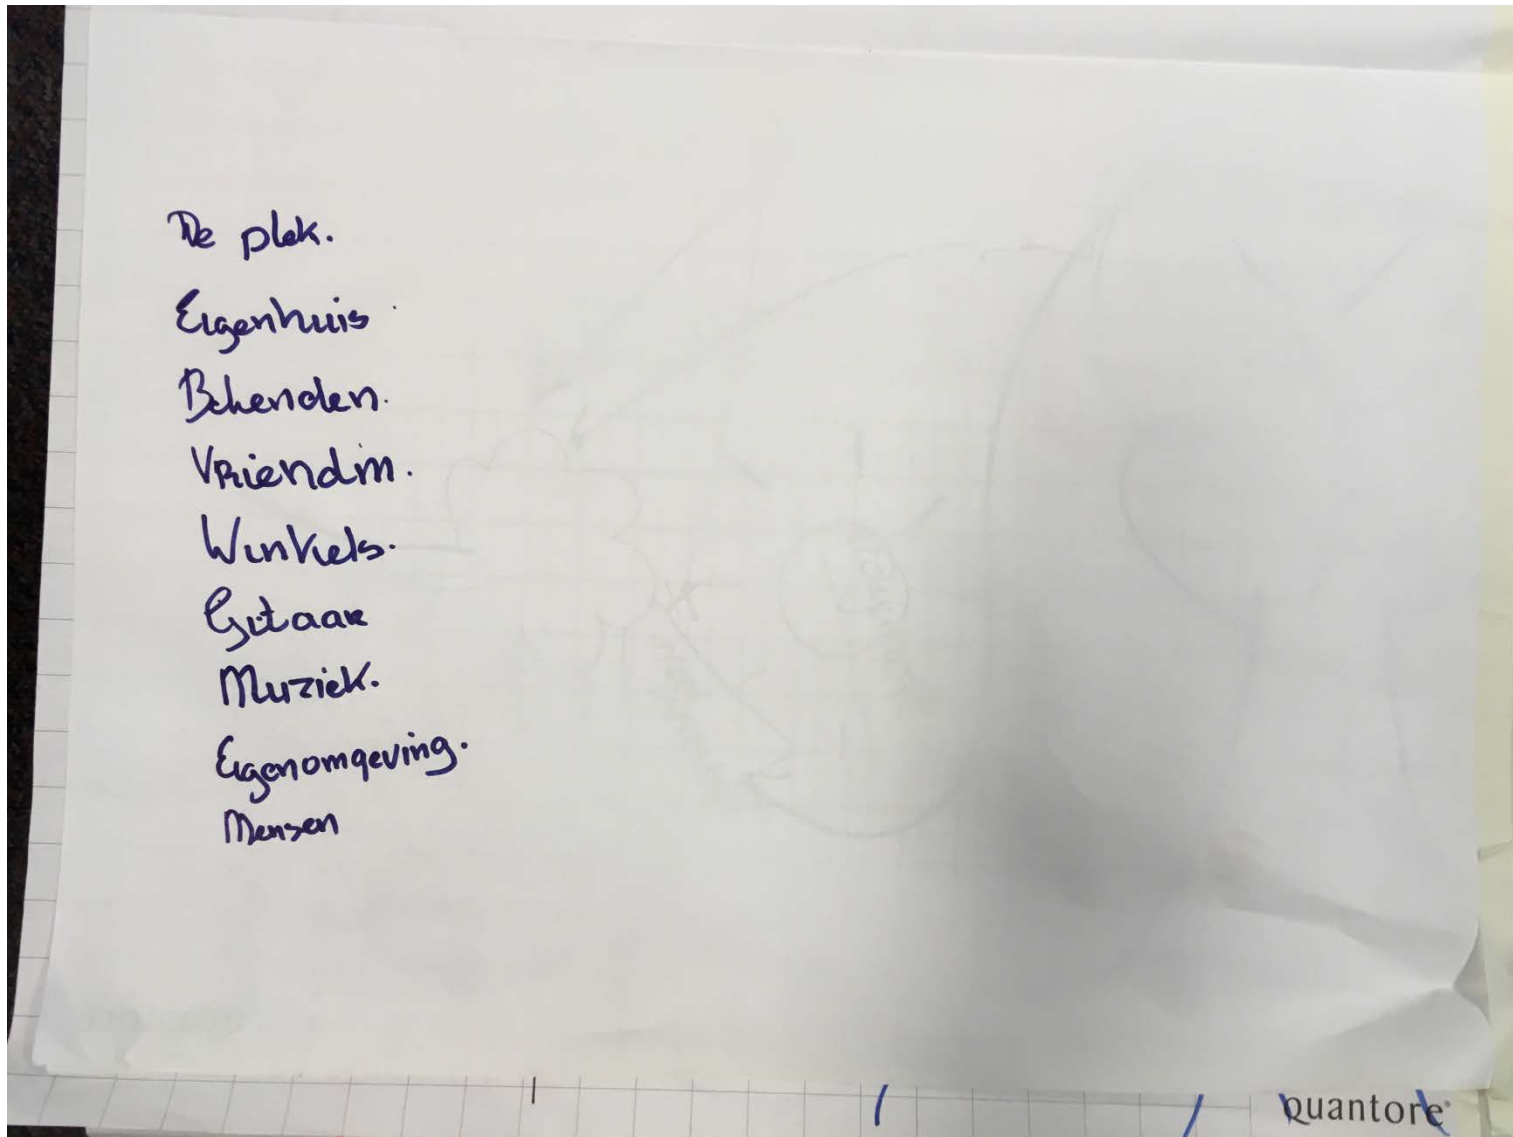 De plek.
Eigenhuis
Bekenden.
Vriendin.
Winkels.
Gitaar
Muziek.
Eigenomgeving.
Mensen
quantore